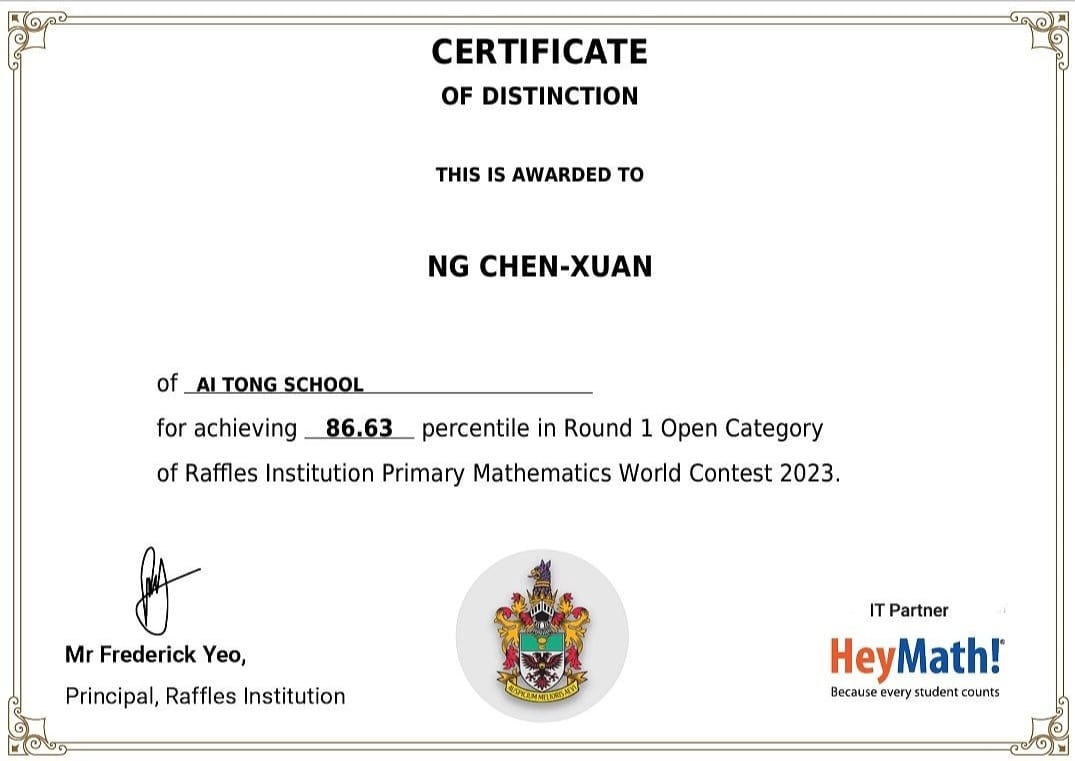 CERTIFICATE
OF DISTINCTION
THIS IS AWARDED TO
NG CHEN-XUAN
of AI TONG SCHOOL
for achieving 86.63 percentile in Round 1 Open Category
of Raffles Institution Primary Mathematics World Contest 2023.
Mr Frederick Yeo,
Principal, Raffles Institution
AUSPICIUM MELIORIS AEVI
IT Partner
HeyMath!
Because every student counts